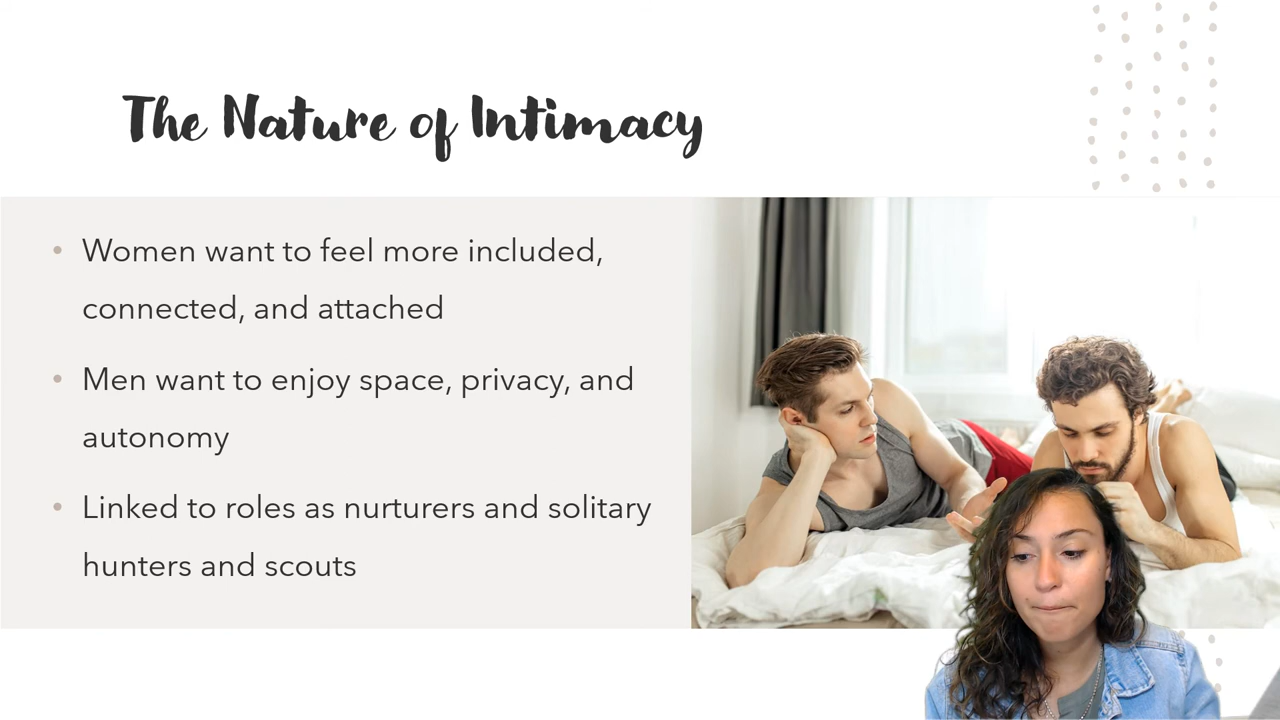 The Nature of Intimacy
• Women want to feel more included,
connected, and attached
• Men want to enjoy space, privacy, and
autonomy
• Linked to roles as nurturers and solitary
hunters and scouts